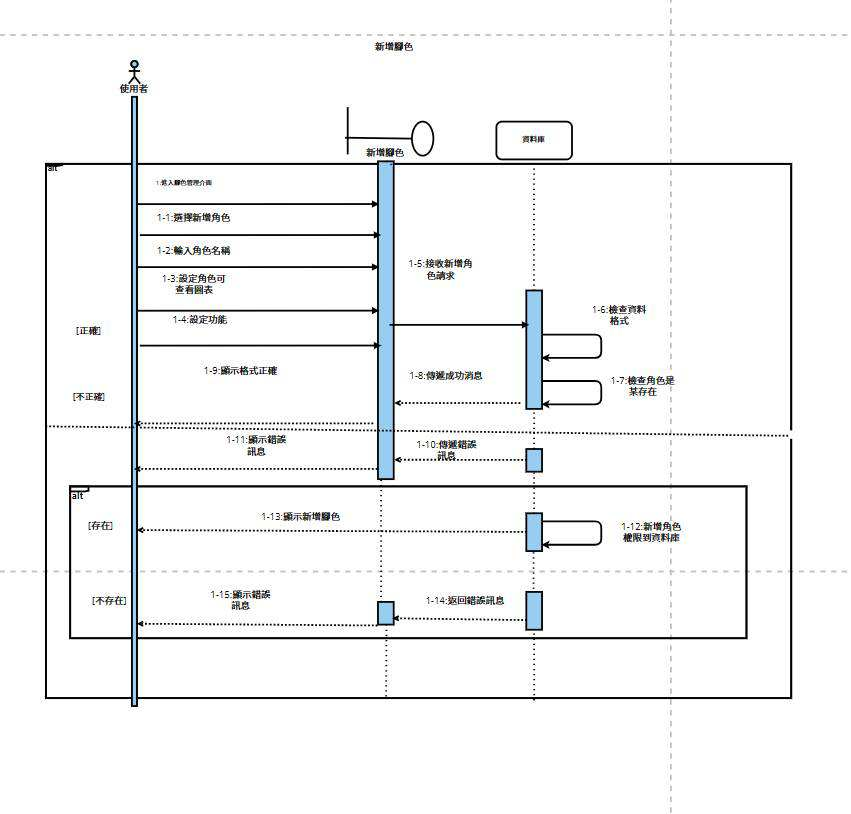 新增腳色
使用者
新增腳色
資料庫
alt
1.進入腳色管理介面
1-1:選擇新增角色
1-2:輸入角色名稱
1-3:設定角色可
查看圖表
1-4:設定功能
1-5:接收新增角
色請求
1-6:檢查資料
格式
[正確]
1-9:顯示格式正確
1-8:傳遞成功消息
1-7:檢查角色是
某存在
[不正確]
1-11:顯示錯誤
訊息
1-10:傳遞錯誤
訊息
alt
[存在]
1-13:顯示新增腳色
1-12:新增角色
權限到資料庫
[不存在]
1-15:顯示錯誤
訊息
1-14:返回錯誤訊息